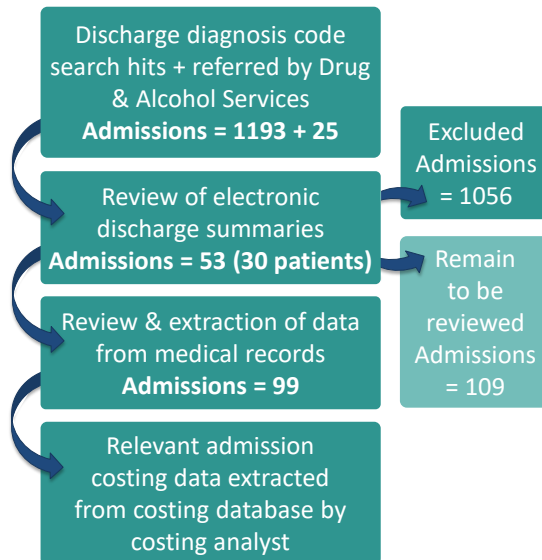 Discharge diagnosis code
search hits + referred by Drug
& Alcohol Services
Admissions = 1193 + 25
Excluded
Admissions
= 1056
Review of electronic
discharge summaries
Admissions = 53 (30 patients)
Remain
to be
reviewed
Admissions
= 109
Review & extraction of data
from medical records
Admissions = 99
Relevant admission
costing data extracted
from costing database by
costing analyst